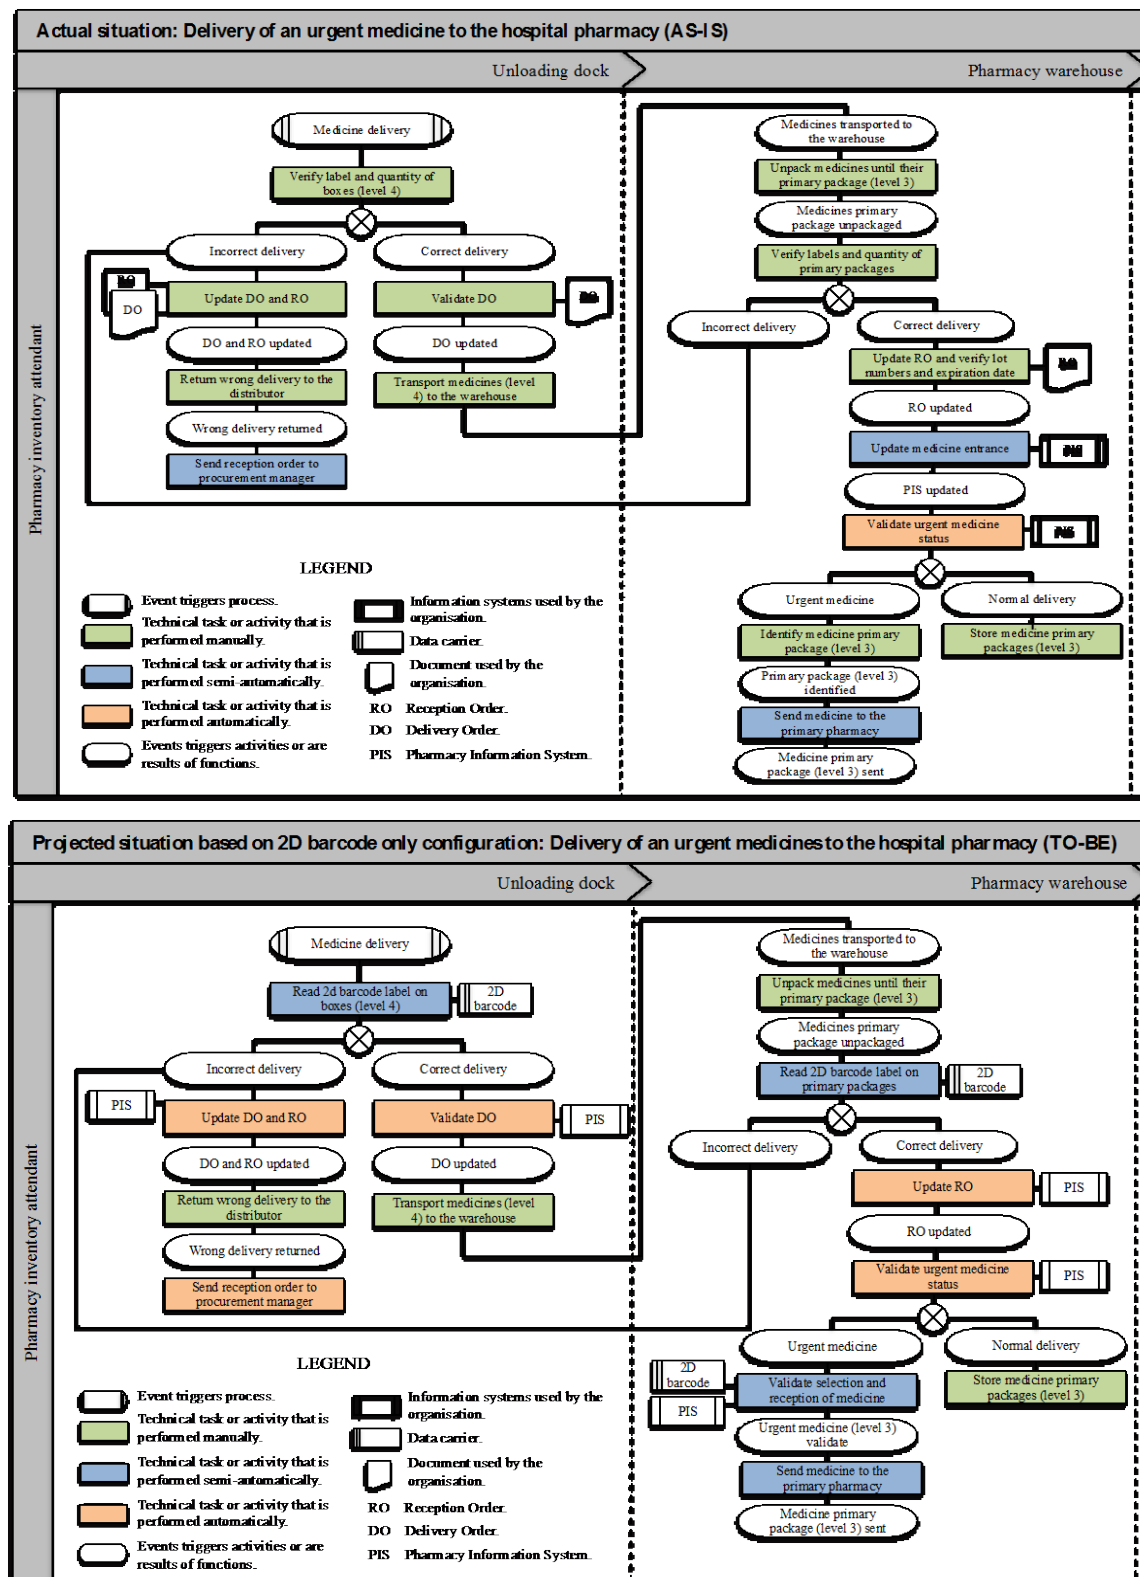 Actual situation: Delivery of an urgent medicine to the hospital pharmacy (AS-IS)
Unloading dock
Pharmacy warehouse
Pharmacy inventory attendant
Medicine delivery
Verify label and quantity of
boxes (level 4)
Incorrect delivery
Correct delivery
DO
Update DO and RO
Validate DO
DO and RO updated
DO updated
Return wrong delivery to the
distributor
Transport medicines (level
4) to the warehouse
Wrong delivery returned
Send reception order to
procurement manager
Medicines transported to
the warehouse
Unpack medicines until their
primary package (level 3)
Medicines primary
package unpackaged
Verify labels and quantity of
primary packages
Incorrect delivery
Correct delivery
Update RO and verify lot
numbers and expiration date
RO updated
Update medicine entrance
PIS
PIS updated
Validate urgent medicine
status
PIS
Urgent medicine
Normal delivery
Identify medicine primary
package (level 3)
Store medicine primary
packages (level 3)
Primary package (level 3)
identified
Send medicine to the
primary pharmacy
Medicine primary
package (level 3) sent
LEGEND
Event triggers process.
Technical task or activity that is
performed manually.
Technical task or activity that is
performed semi-automatically.
Technical task or activity that is
performed automatically.
Events triggers activities or are
results of functions.
Information systems used by the
organisation.
Data carrier.
Document used by the
organisation.
RO Reception Order.
DO Delivery Order.
PIS Pharmacy Information System.
Projected situation based on 2D barcode only configuration: Delivery of an urgent medicines to the hospital pharmacy (TO-BE)
Unloading dock
Pharmacy warehouse
Pharmacy inventory attendant
Medicine delivery
Read 2d barcode label on
boxes (level 4)
2D
barcode
Incorrect delivery
Correct delivery
PIS
Update DO and RO
Validate DO
PIS
DO and RO updated
DO updated
Return wrong delivery to the
distributor
Transport medicines (level
4) to the warehouse
Wrong delivery returned
Send reception order to
procurement manager
Medicines transported to
the warehouse
Unpack medicines until their
primary package (level 3)
Medicines primary
package unpackaged
Read 2D barcode label on
primary packages
2D
barcode
Incorrect delivery
Correct delivery
Update RO
PIS
RO updated
Validate urgent medicine
status
PIS
Urgent medicine
Normal delivery
2D
barcode
PIS
Validate selection and
reception of medicine
Store medicine primary
packages (level 3)
Urgent medicine (level 3)
validate
Send medicine to the
primary pharmacy
Medicine primary
package (level 3) sent
LEGEND
Event triggers process.
Technical task or activity that is
performed manually.
Technical task or activity that is
performed semi-automatically.
Technical task or activity that is
performed automatically.
Events triggers activities or are
results of functions.
Information systems used by the
organisation.
Data carrier.
Document used by the
organisation.
RO Reception Order.
DO Delivery Order.
PIS Pharmacy Information System.